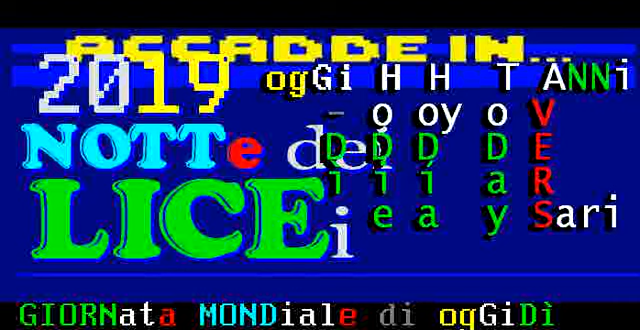 ACCADDE IN...
2019 ogGi H H T ANNi
- o oy o V
NOTTe dei D D D D E
i i í a R
LICEi e a y Sari
GIORNata MONDiale di ogGiDì